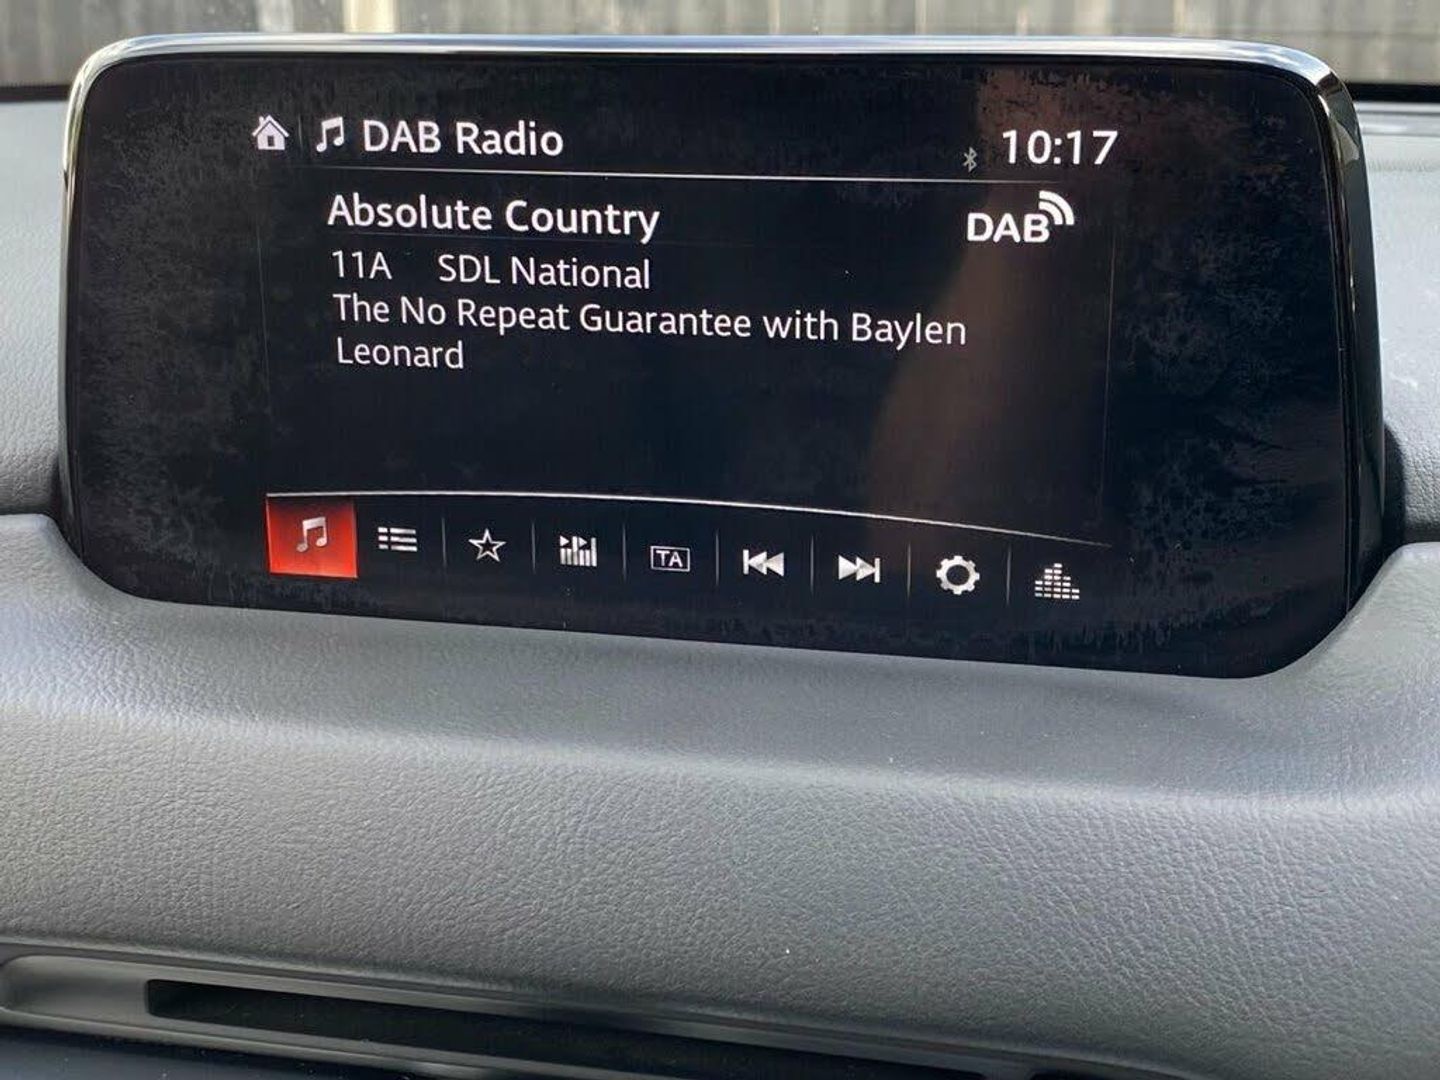 DAB Radio
10:17
Absolute Country
DAB
11A SDL National
The No Repeat Guarantee with Baylen
Leonard
TA